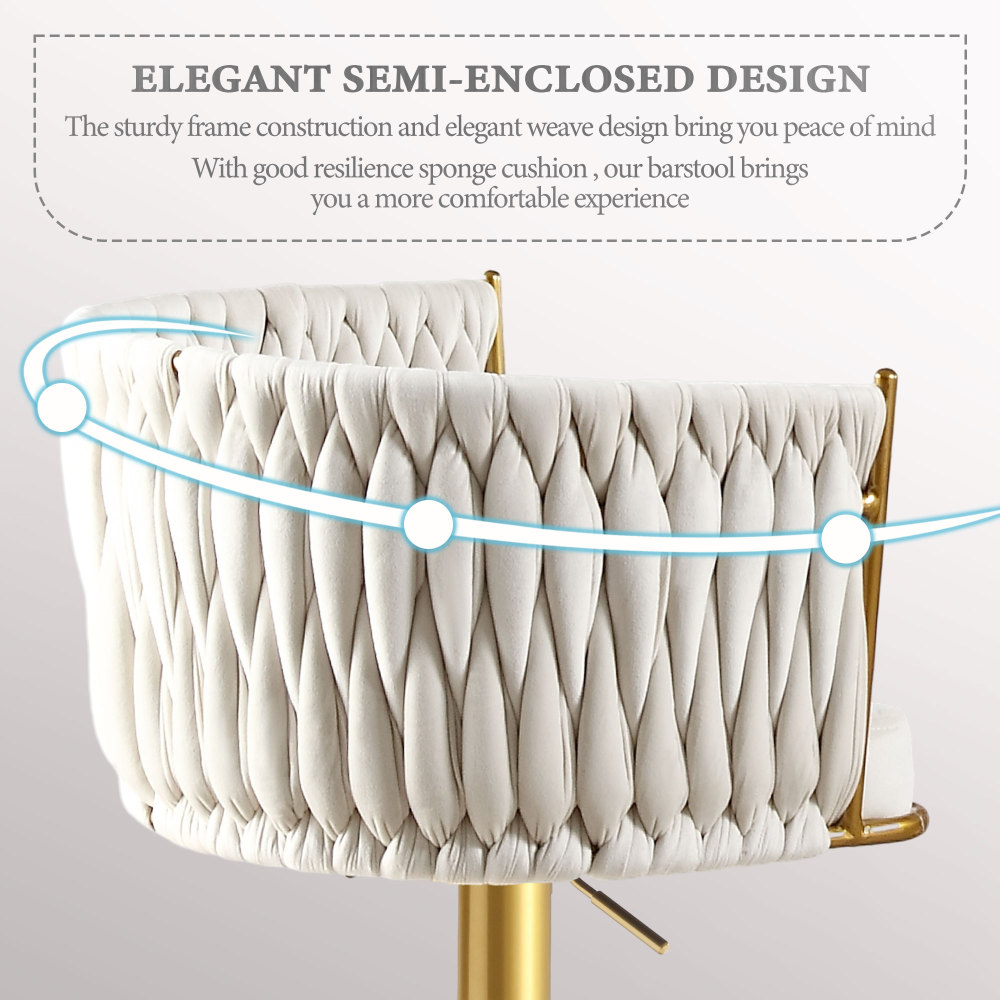 ELEGANT SEMI-ENCLOSED DESIGN
The sturdy frame construction and elegant weave design bring you peace of mind
With good resilience sponge cushion , our barstool brings
you a more comfortable experience